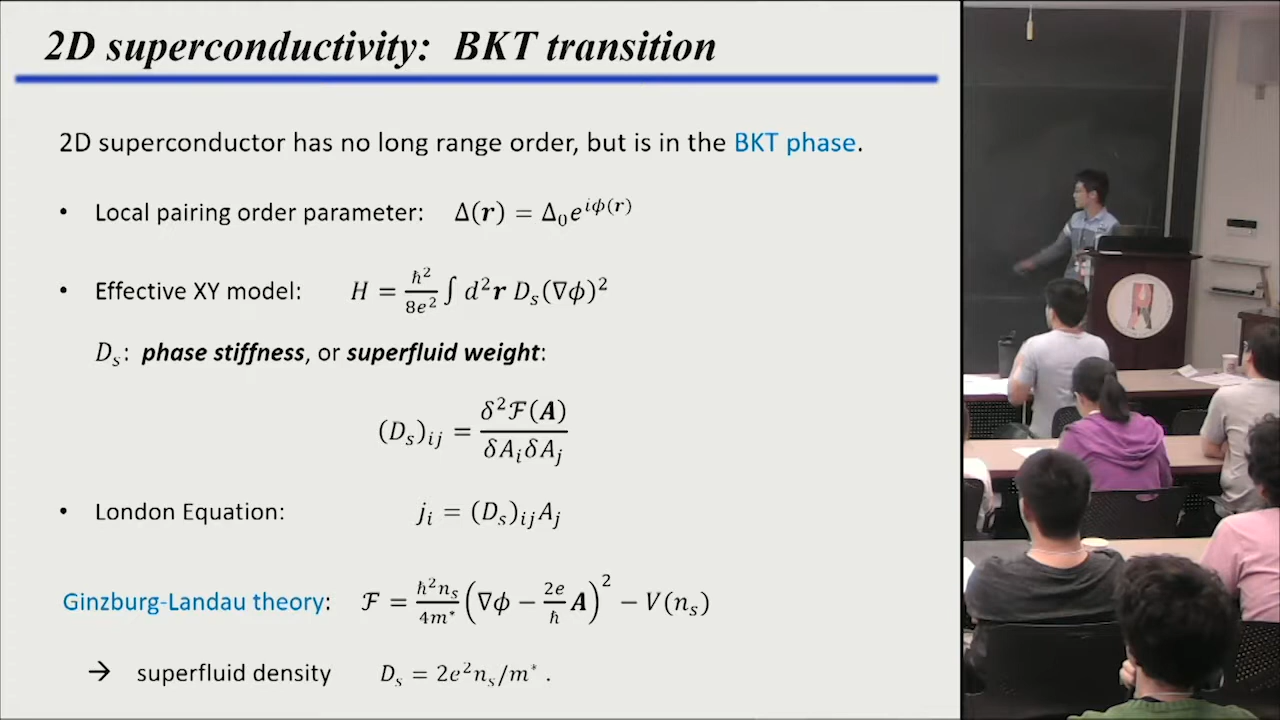 2D superconductivity: BKT transition
2D superconductor has no long range order, but is in the BKT phase.
• Local pairing order parameter: Δ(𝒓) = Δ₀e^{iϕ(𝒓)}
• Effective XY model: H = ħ²/8e² ∫ d²𝒓 D_s(∇ϕ)²
D_s: phase stiffness, or superfluid weight:
(D_s)_{ij} = δ²ℱ(𝑨)/δA_iδA_j
• London Equation: j_i = (D_s)_{ij}A_j
Ginzburg-Landau theory: ℱ = ħ²n_s/4m* (∇ϕ − 2e/ħ 𝑨)² − V(n_s)
→ superfluid density D_s = 2e²n_s/m* .